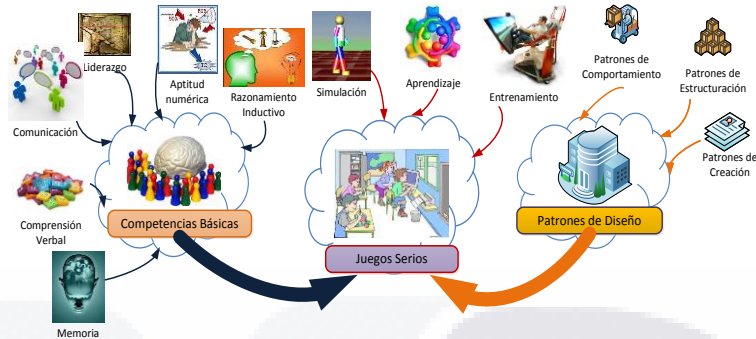 Liderazgo
Comunicación
Aptitud
numérica
Razonamiento
Inductivo
Simulación
Aprendizaje
Entrenamiento
Patrones de
Comportamiento
Patrones de
Estructuración
Patrones de
Creación
Comprensión
Verbal
Memoria
Competencias Básicas
Juegos Serios
Patrones de Diseño